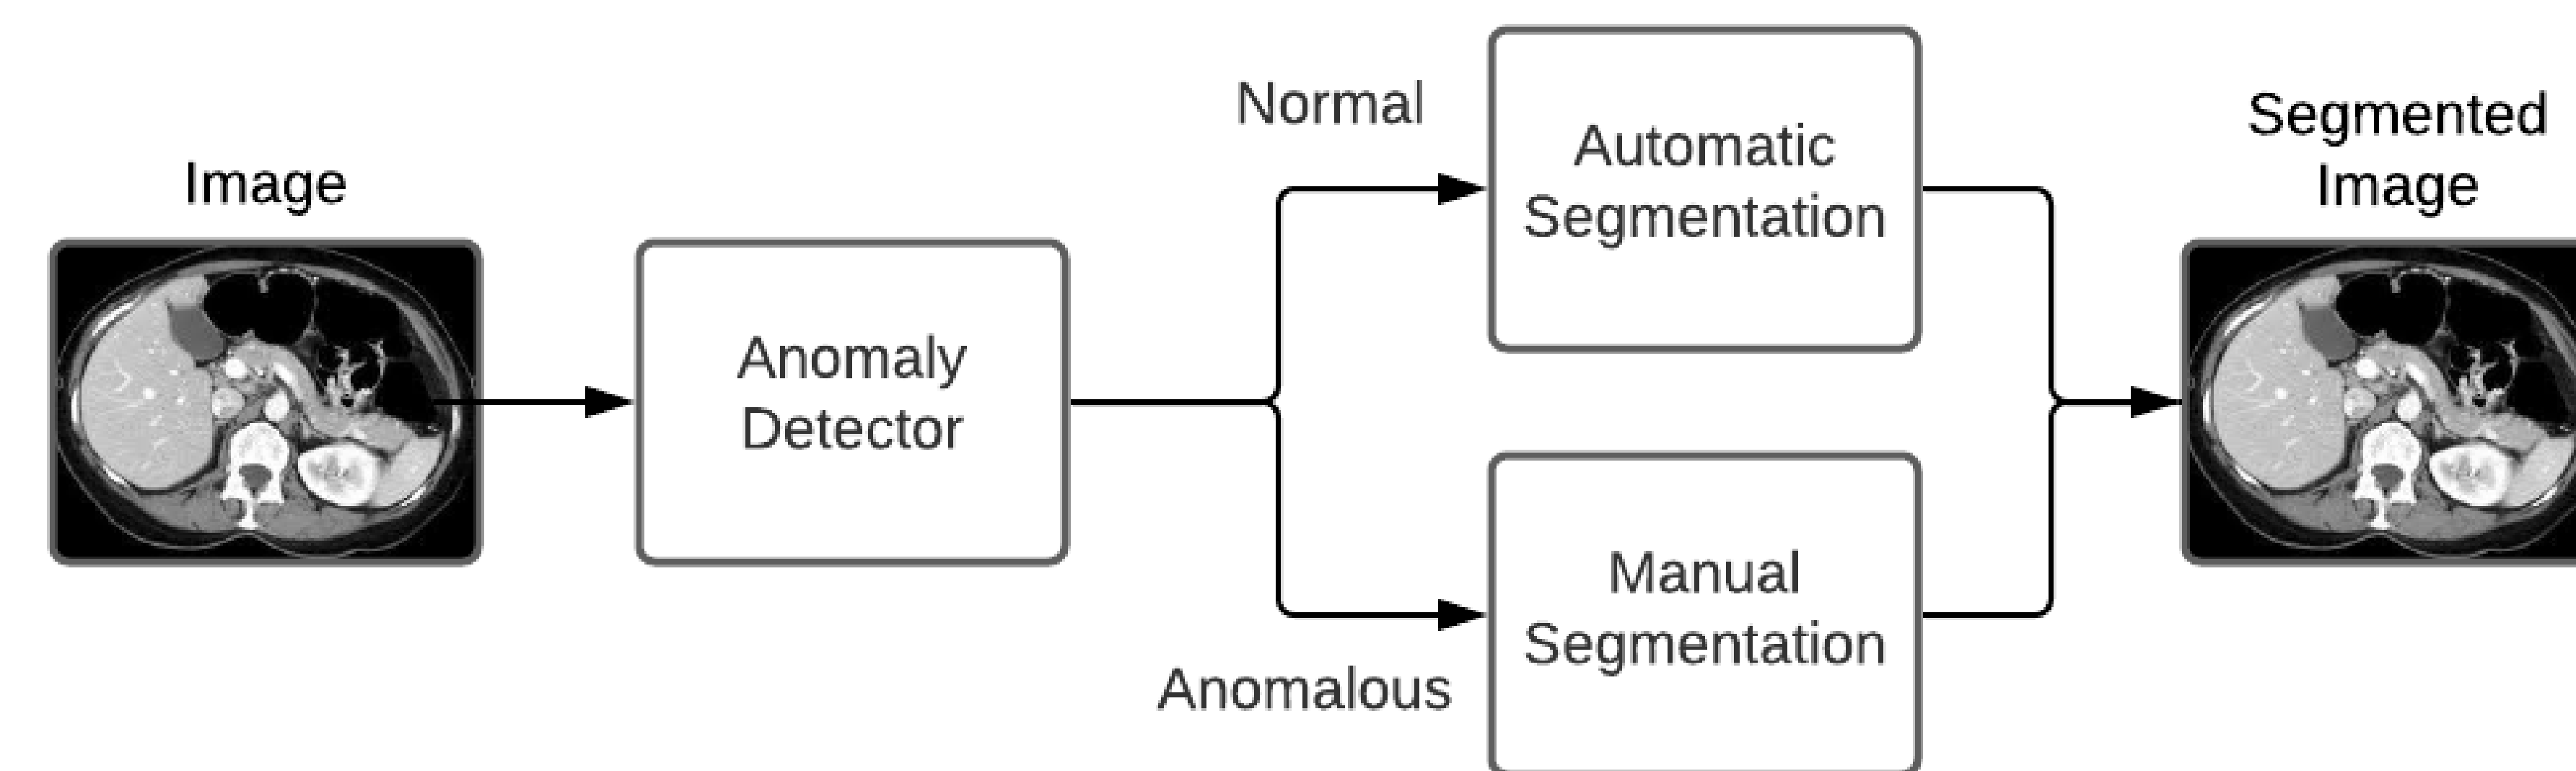 Image
Anomaly
Detector
Normal
Anomalous
Automatic
Segmentation
Manual
Segmentation
Segmented
Image